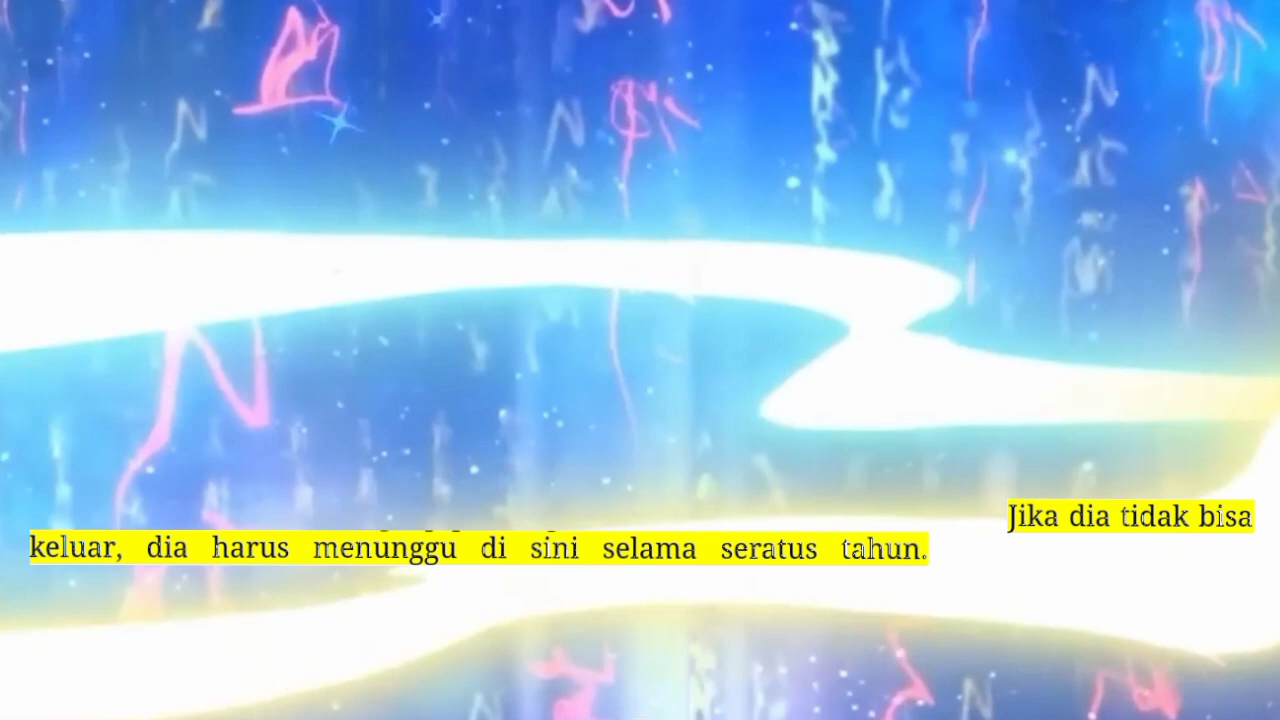 Jika dia tidak bisa
keluar, dia harus menunggu di sini selama seratus tahun.